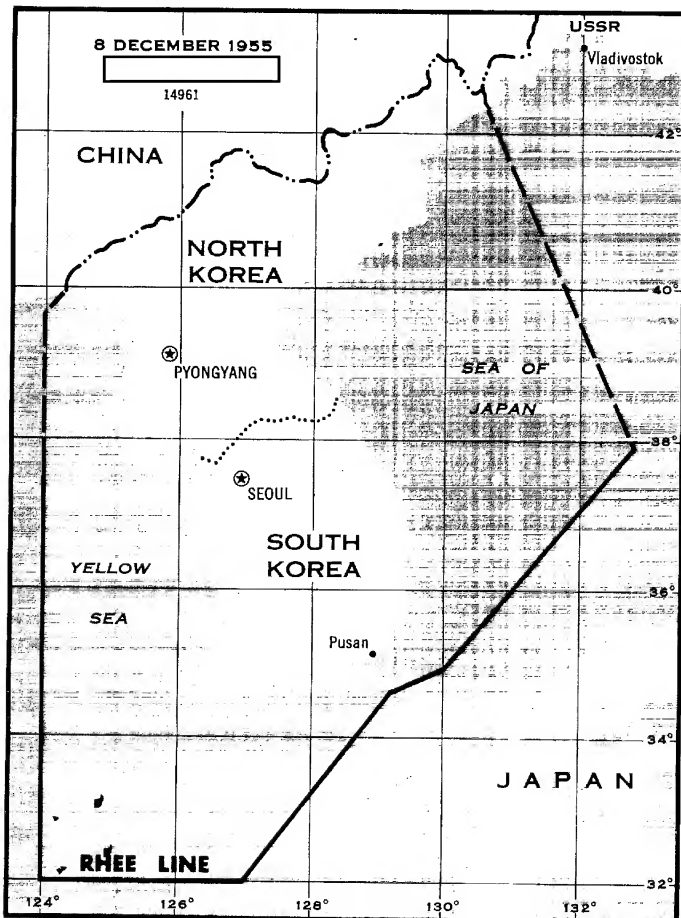 8 DECEMBER 1955
14961
USSR
Vladivostok
42°
CHINA
NORTH
KOREA
40°
PYONGYANG
SEA OF
JAPAN
38°
SEOUL
SOUTH
KOREA
YELLOW
SEA
36°
Pusan
34°
JAPAN
RHEE LINE
32°
124°
126°
128°
130°
132°